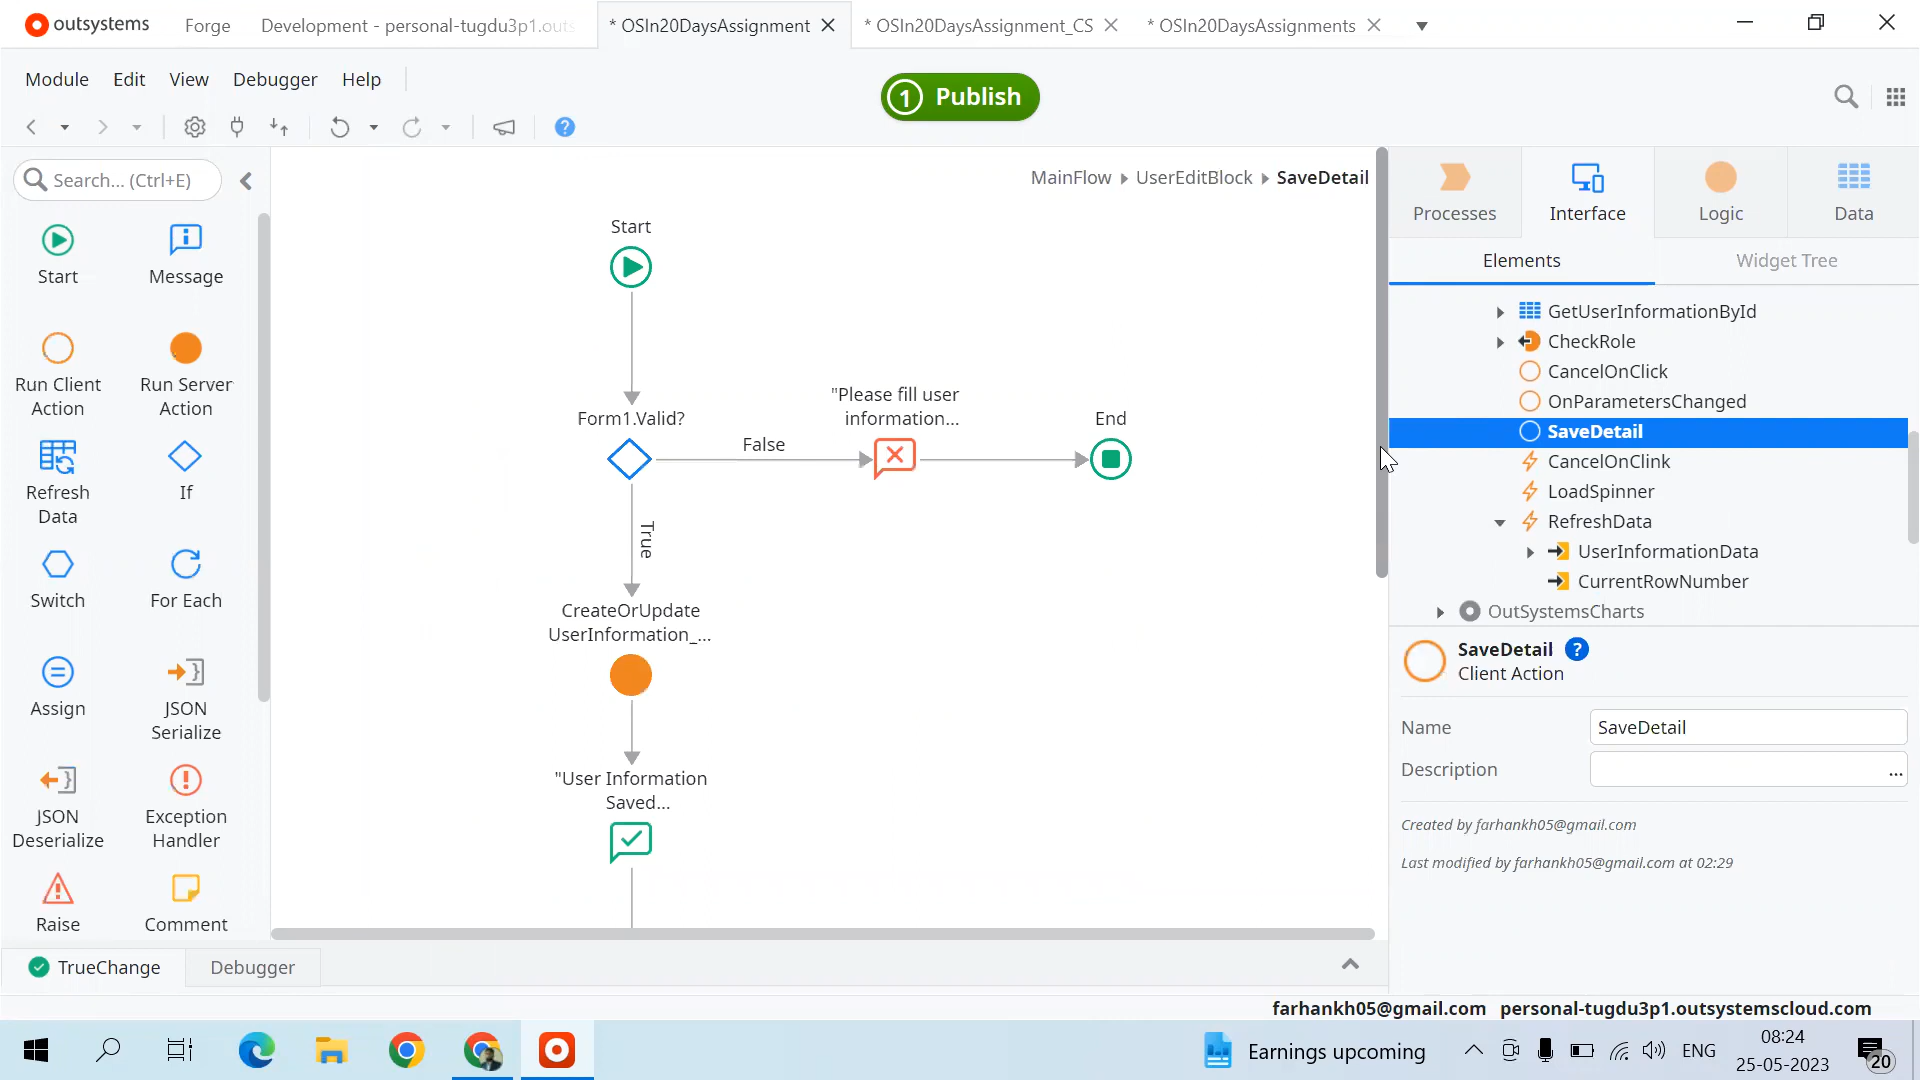 outsystems
Forge
Development - personal-tugdu3p1.outs
* OSIn20DaysAssignment
* OSIn20DaysAssignment_CS
* OSIn20DaysAssignments
Module Edit View Debugger Help
1 Publish
Search... (Ctrl+E)
Start
Message
Run Client
Action
Run Server
Action
Refresh
Data
If
Switch
For Each
Assign
JSON
Serialize
JSON
Deserialize
Exception
Handler
Raise
Comment
MainFlow UserEditBlock SaveDetail
Start
Form1.Valid?
False
"Please fill user
information...
End
True
CreateOrUpdate
UserInformation_...
"User Information
Saved...
Processes
Interface
Logic
Data
Elements
Widget Tree
GetUserInformationById
CheckRole
CancelOnClick
OnParametersChanged
SaveDetail
CancelOnClink
LoadSpinner
RefreshData
UserInformationData
CurrentRowNumber
OutSystemsCharts
SaveDetail ?
Client Action
Name SaveDetail
Description ...
Created by farhankh05@gmail.com
Last modified by farhankh05@gmail.com at 02:29
TrueChange
Debugger
farhankh05@gmail.com personal-tugdu3p1.outsystemscloud.com
Earnings upcoming
ENG
08:24
25-05-2023
20